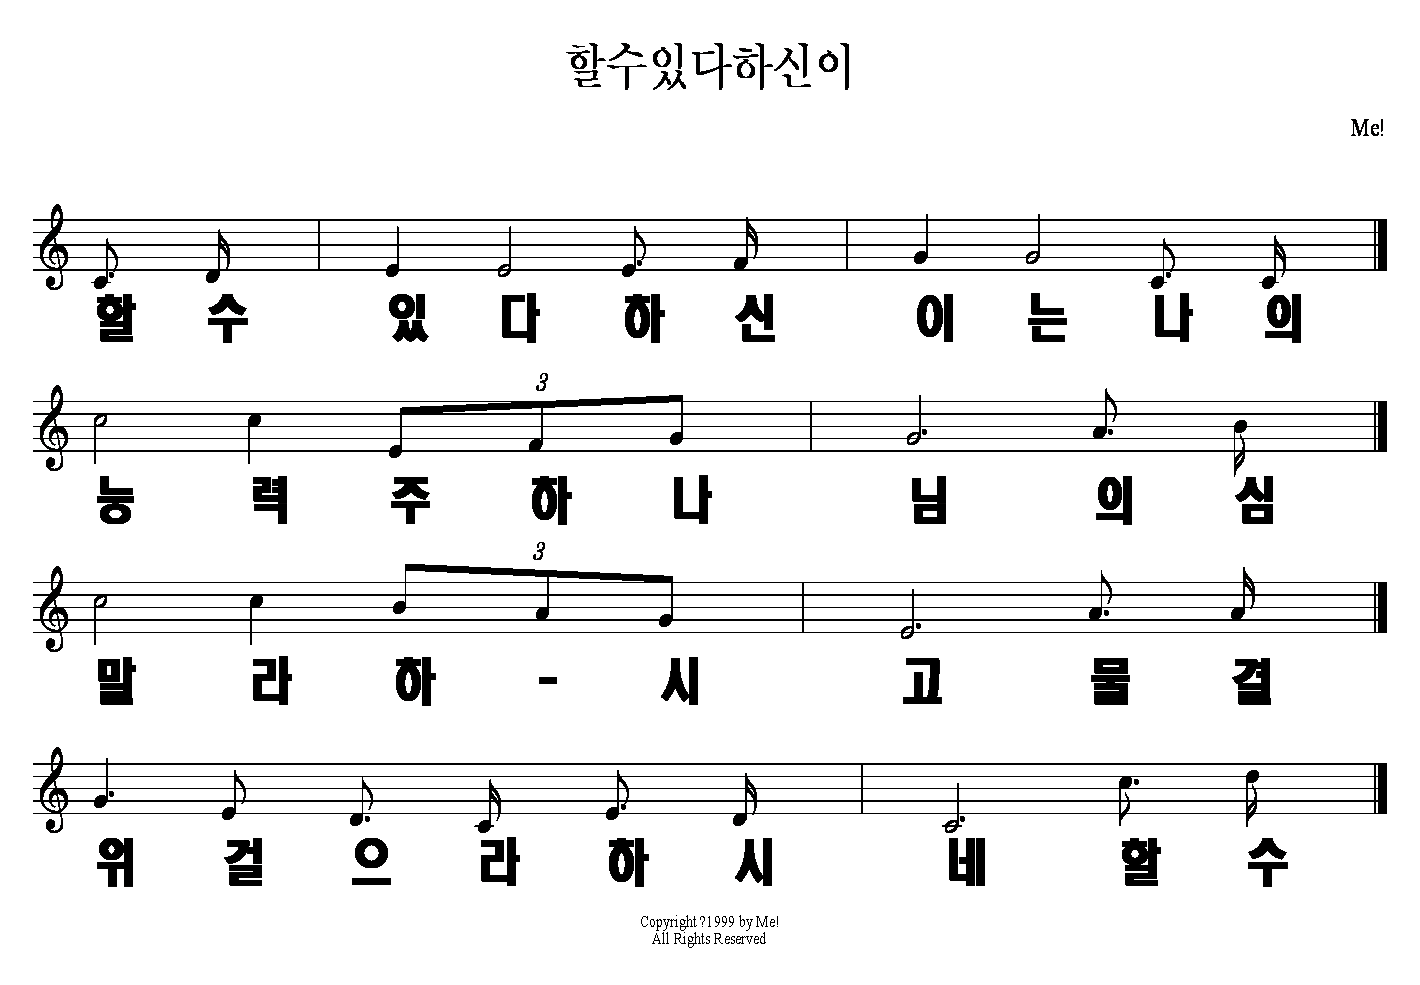 할수있다하신이
Me!
할 수 있 다 하 신 이 는 나 의
3
능 력 주 하 나 님 의 심
3
말 라 하 - 시 고 물 결
위 걸 으 라 하 시 네 할 수
Copyright ?1999 by Me!
All Rights Reserved